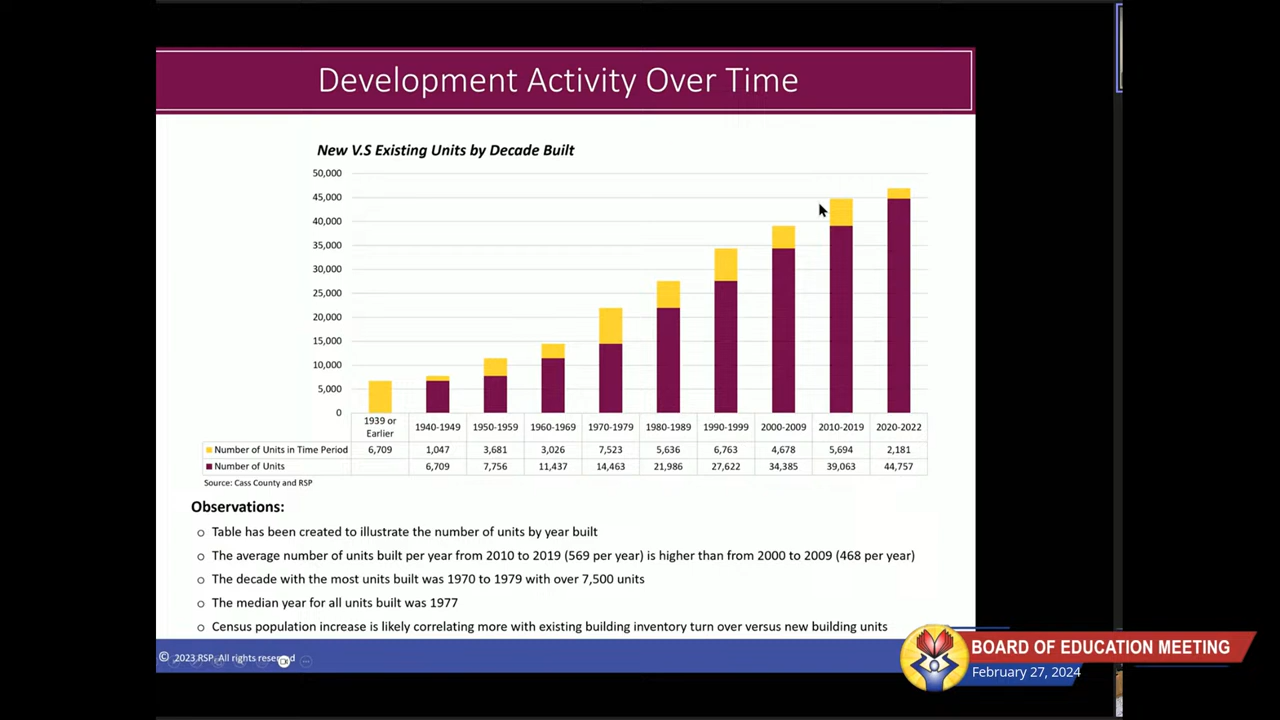 Development Activity Over Time
New V.S Existing Units by Decade Built
50,000
45,000
40,000
35,000
30,000
25,000
20,000
15,000
10,000
5,000
0
1939 or Earlier 1940-1949 1950-1959 1960-1969 1970-1979 1980-1989 1990-1999 2000-2009 2010-2019 2020-2022
Number of Units in Time Period 6,709 1,047 3,681 3,026 7,523 5,636 6,763 4,678 5,694 2,181
Number of Units 6,709 7,756 11,437 14,463 21,986 27,622 34,385 39,063 44,757
Source: Cass County and RSP
Observations:
Table has been created to illustrate the number of units by year built
The average number of units built per year from 2010 to 2019 (569 per year) is higher than from 2000 to 2009 (468 per year)
The decade with the most units built was 1970 to 1979 with over 7,500 units
The median year for all units built was 1977
Census population increase is likely correlating more with existing building inventory turn over versus new building units
© 2023 RSP. All rights reserved
BOARD OF EDUCATION MEETING
February 27, 2024